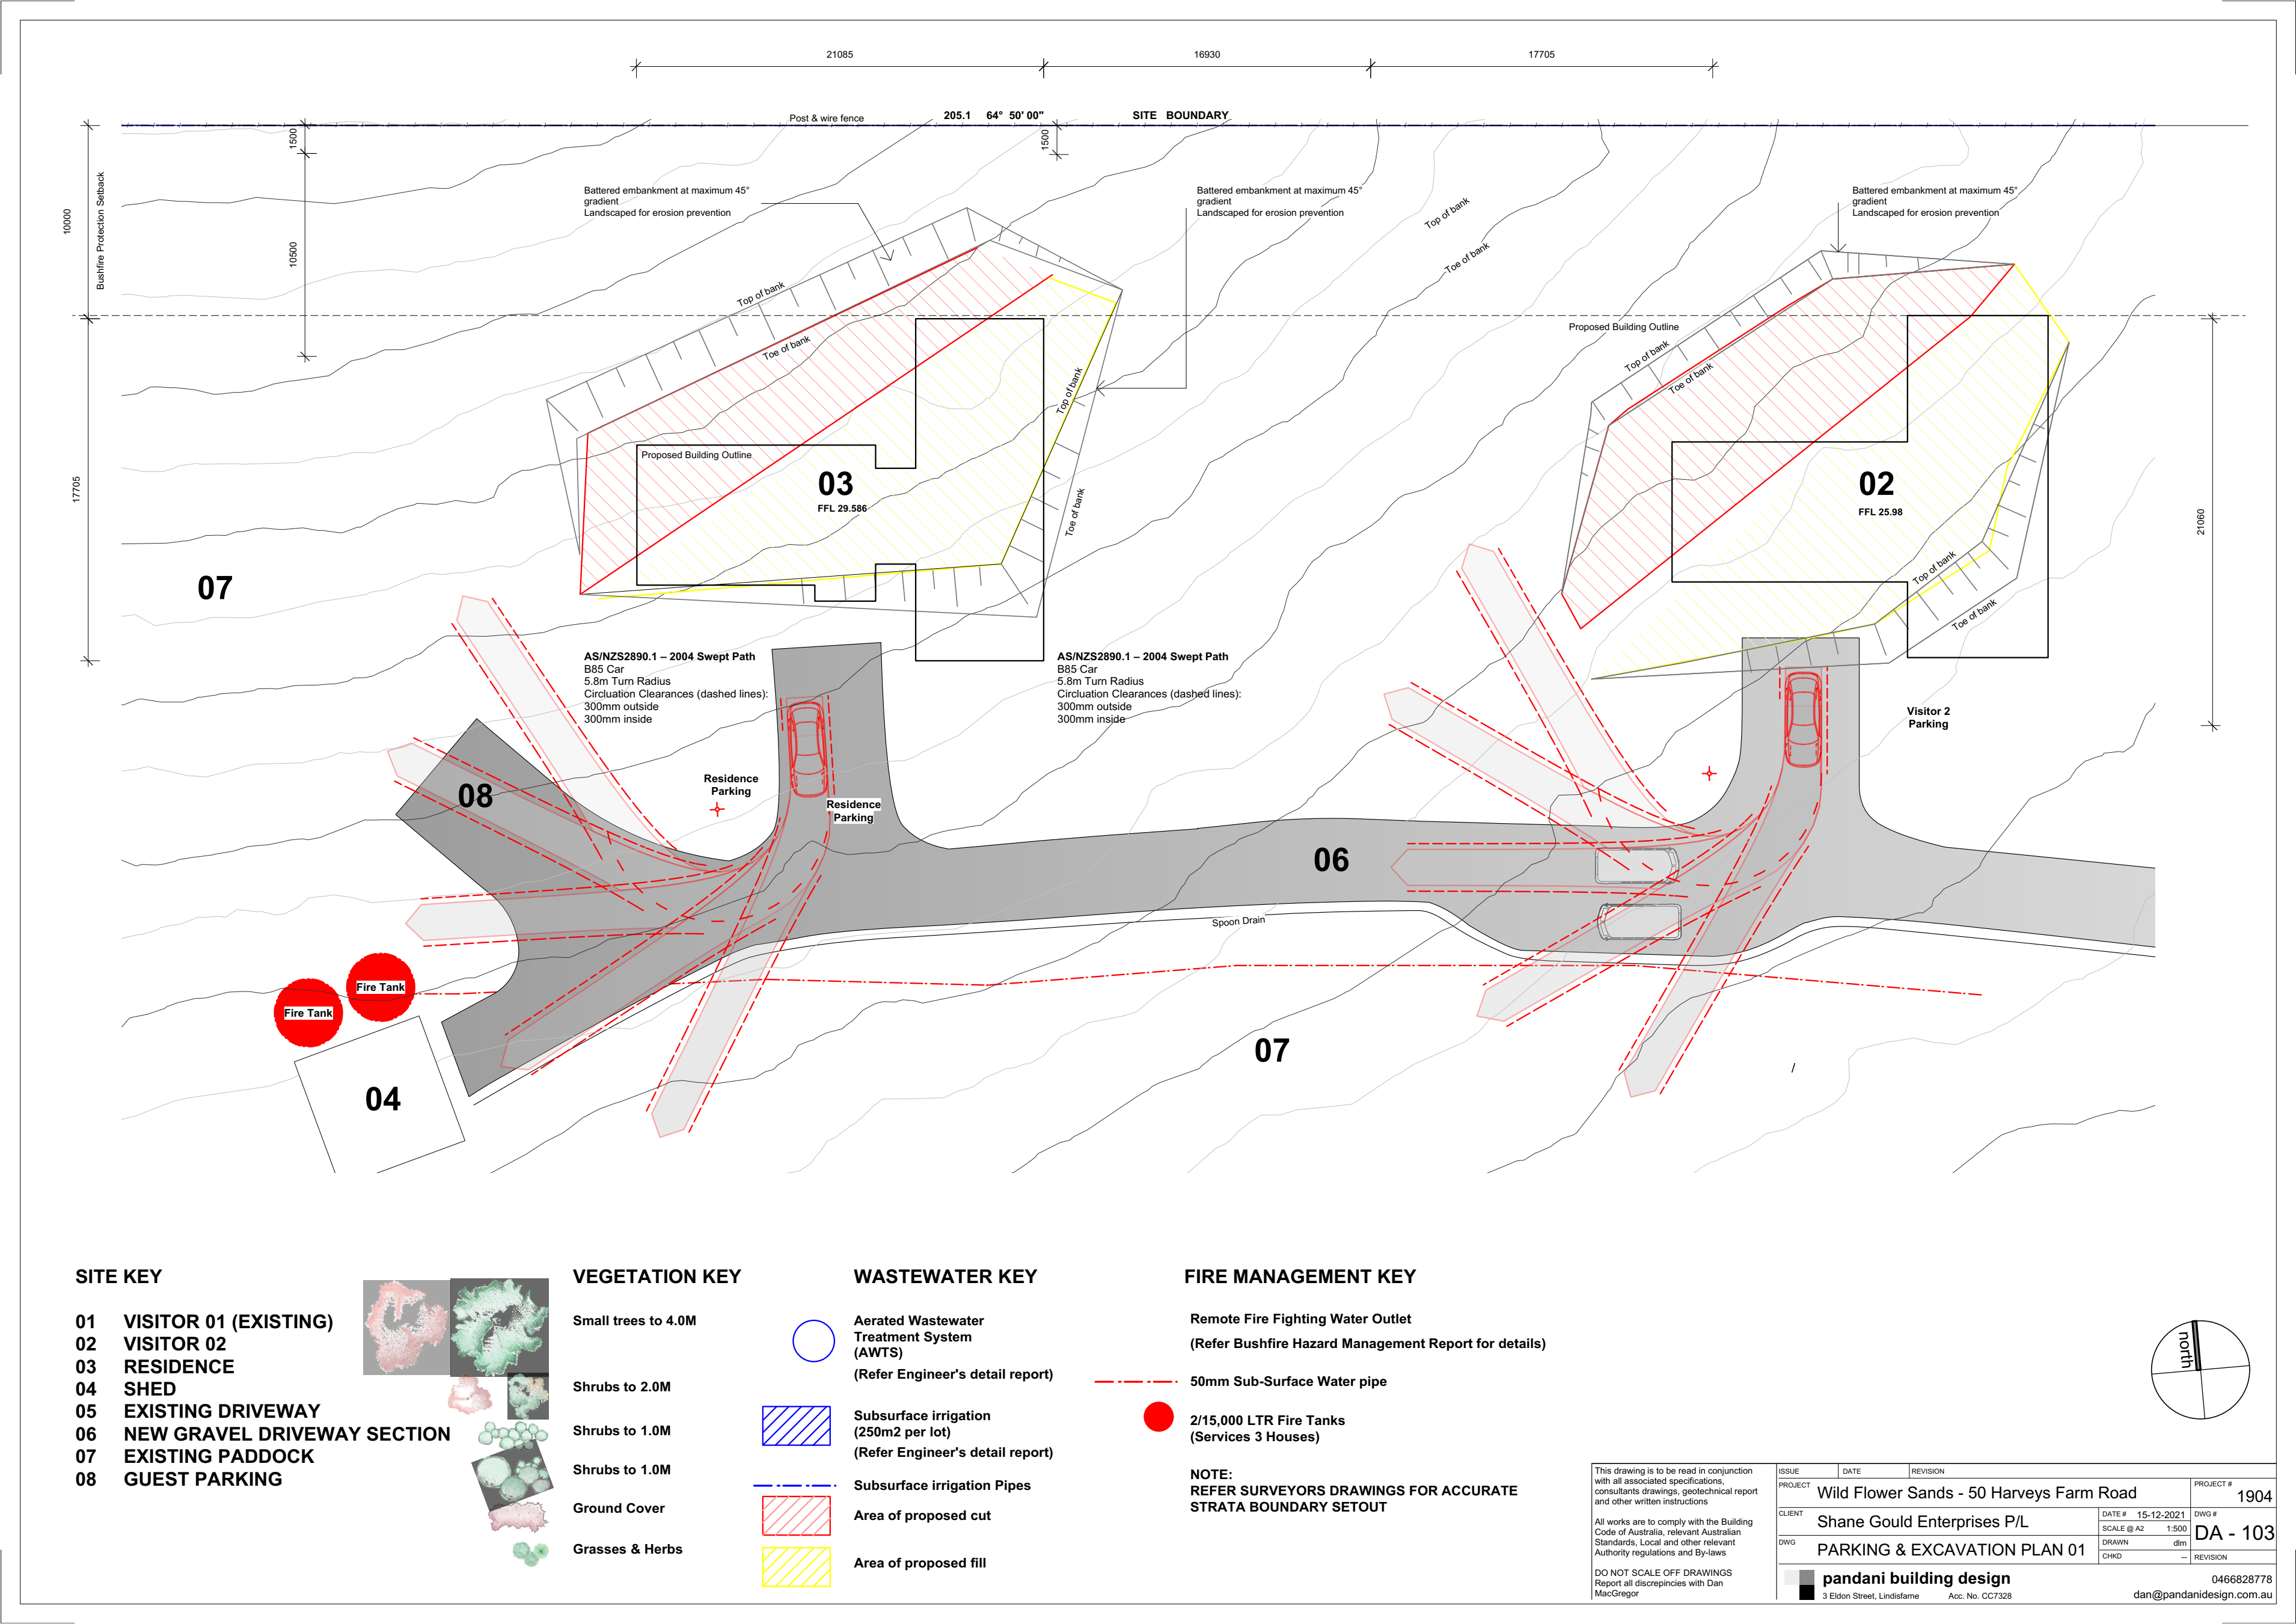 21085
16930
17705
Post & wire fence
205.1 64° 50' 00"
SITE BOUNDARY
1500
1500
10000
Bushfire Protection Setback
10500
17705
21060
Battered embankment at maximum 45°
gradient
Landscaped for erosion prevention
Battered embankment at maximum 45°
gradient
Landscaped for erosion prevention
Battered embankment at maximum 45°
gradient
Landscaped for erosion prevention
Top of bank
Toe of bank
Top of bank
Toe of bank
Top of bank
Toe of bank
Proposed Building Outline
Top of bank
Toe of bank
Proposed Building Outline
03
FFL 29.586
02
FFL 25.98
Top of bank
Toe of bank
07
AS/NZS2890.1 – 2004 Swept Path
B85 Car
5.8m Turn Radius
Circluation Clearances (dashed lines):
300mm outside
300mm inside
AS/NZS2890.1 – 2004 Swept Path
B85 Car
5.8m Turn Radius
Circluation Clearances (dashed lines):
300mm outside
300mm inside
Visitor 2
Parking
Residence
Parking
Residence
Parking
08
06
Spoon Drain
Fire Tank
Fire Tank
07
04
/
SITE KEY
01 VISITOR 01 (EXISTING)
02 VISITOR 02
03 RESIDENCE
04 SHED
05 EXISTING DRIVEWAY
06 NEW GRAVEL DRIVEWAY SECTION
07 EXISTING PADDOCK
08 GUEST PARKING
VEGETATION KEY
Small trees to 4.0M
Shrubs to 2.0M
Shrubs to 1.0M
Shrubs to 1.0M
Ground Cover
Grasses & Herbs
WASTEWATER KEY
Aerated Wastewater
Treatment System
(AWTS)
(Refer Engineer's detail report)
Subsurface irrigation
(250m2 per lot)
(Refer Engineer's detail report)
Subsurface irrigation Pipes
Area of proposed cut
Area of proposed fill
FIRE MANAGEMENT KEY
Remote Fire Fighting Water Outlet
(Refer Bushfire Hazard Management Report for details)
50mm Sub-Surface Water pipe
2/15,000 LTR Fire Tanks
(Services 3 Houses)
NOTE:
REFER SURVEYORS DRAWINGS FOR ACCURATE
STRATA BOUNDARY SETOUT
north
This drawing is to be read in conjunction
with all associated specifications,
consultants drawings, geotechnical report
and other written instructions
All works are to comply with the Building
Code of Australia, relevant Australian
Standards, Local and other relevant
Authority regulations and By-laws
DO NOT SCALE OFF DRAWINGS
Report all discrepencies with Dan
MacGregor
ISSUE DATE REVISION
PROJECT Wild Flower Sands - 50 Harveys Farm Road
PROJECT # 1904
CLIENT Shane Gould Enterprises P/L
DATE # 15-12-2021
SCALE @ A2 1:500
DWG # DA - 103
DWG PARKING & EXCAVATION PLAN 01
DRAWN dlm
CHKD --
REVISION
pandani building design
3 Eldon Street, Lindisfarne Acc. No. CC7328
0466828778
dan@pandanidesign.com.au